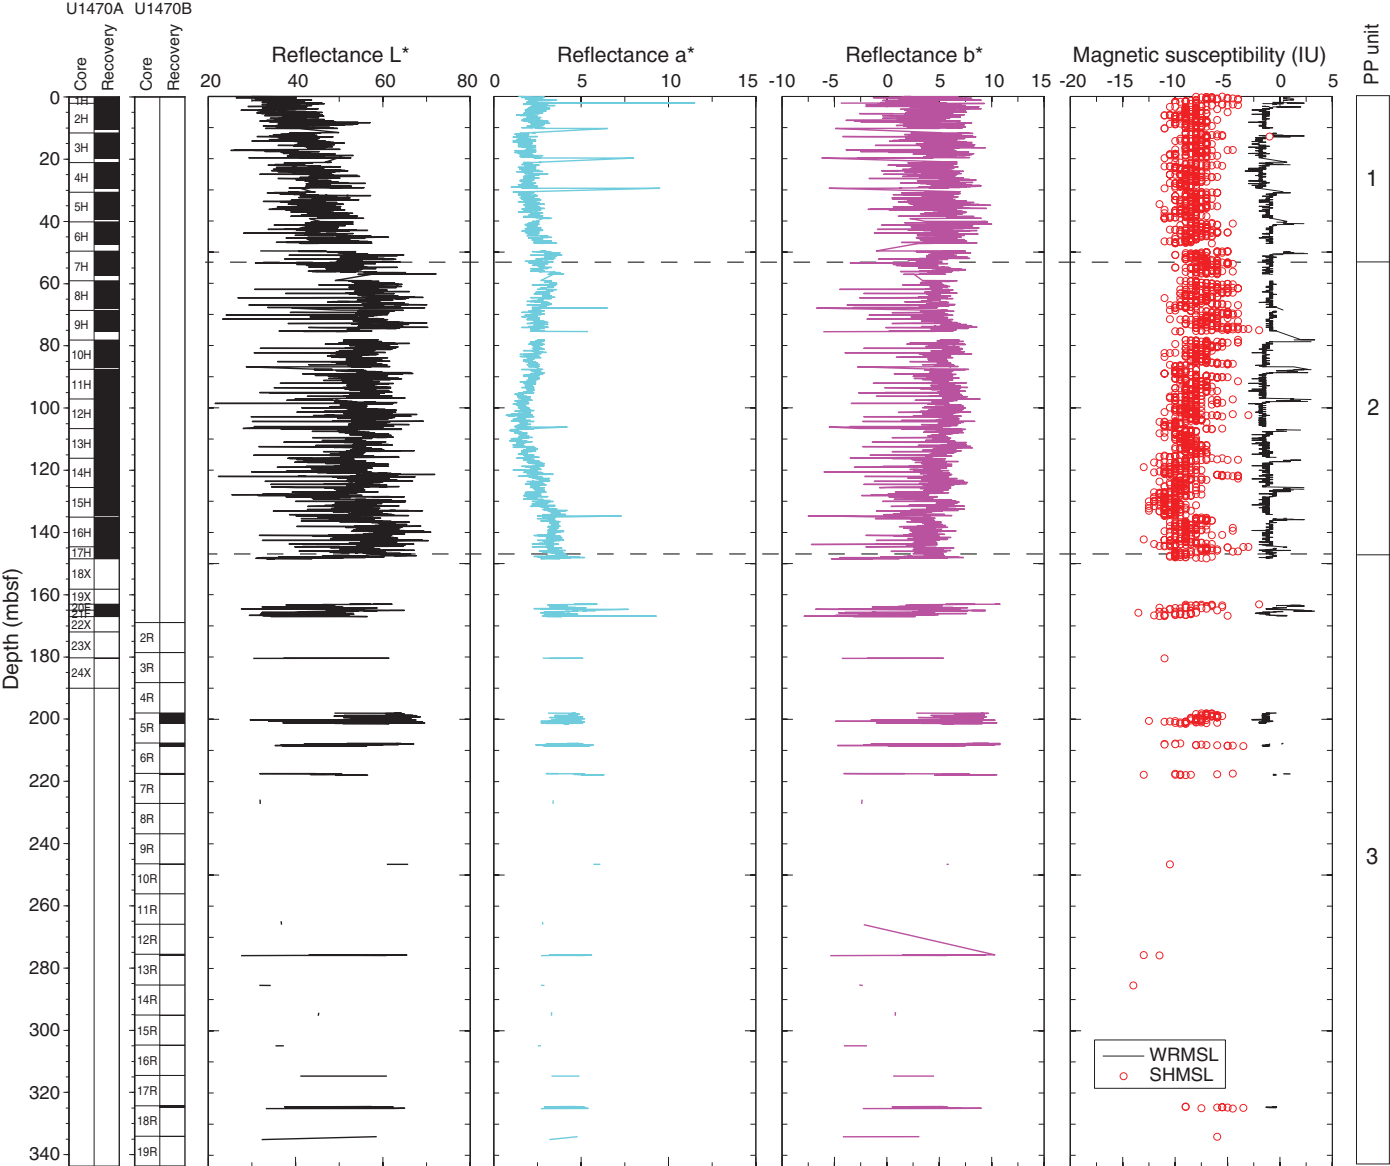 U1470A U1470B
Core Recovery Core Recovery
Reflectance L* Reflectance a* Reflectance b* Magnetic susceptibility (IU) PP unit
20 40 60 80 0 5 10 15 -10 -5 0 5 10 15 -20 -15 -10 -5 0 5
Depth (mbsf)
0 1H
2H
20 3H
4H
1
5H
40
6H
7H
60
8H
9H
80
10H
11H
100 2
12H
13H
120
14H
15H
140
16H
17H
18X
160 19X
20F
21F
22X
23X 2R
180
24X 3R
4R
200
5R
6R
220
7R
8R
240
9R
3
10R
260
11R
12R
280
13R
14R
300
15R
WRMSL
16R
SHMSL
320
17R
18R
340
19R